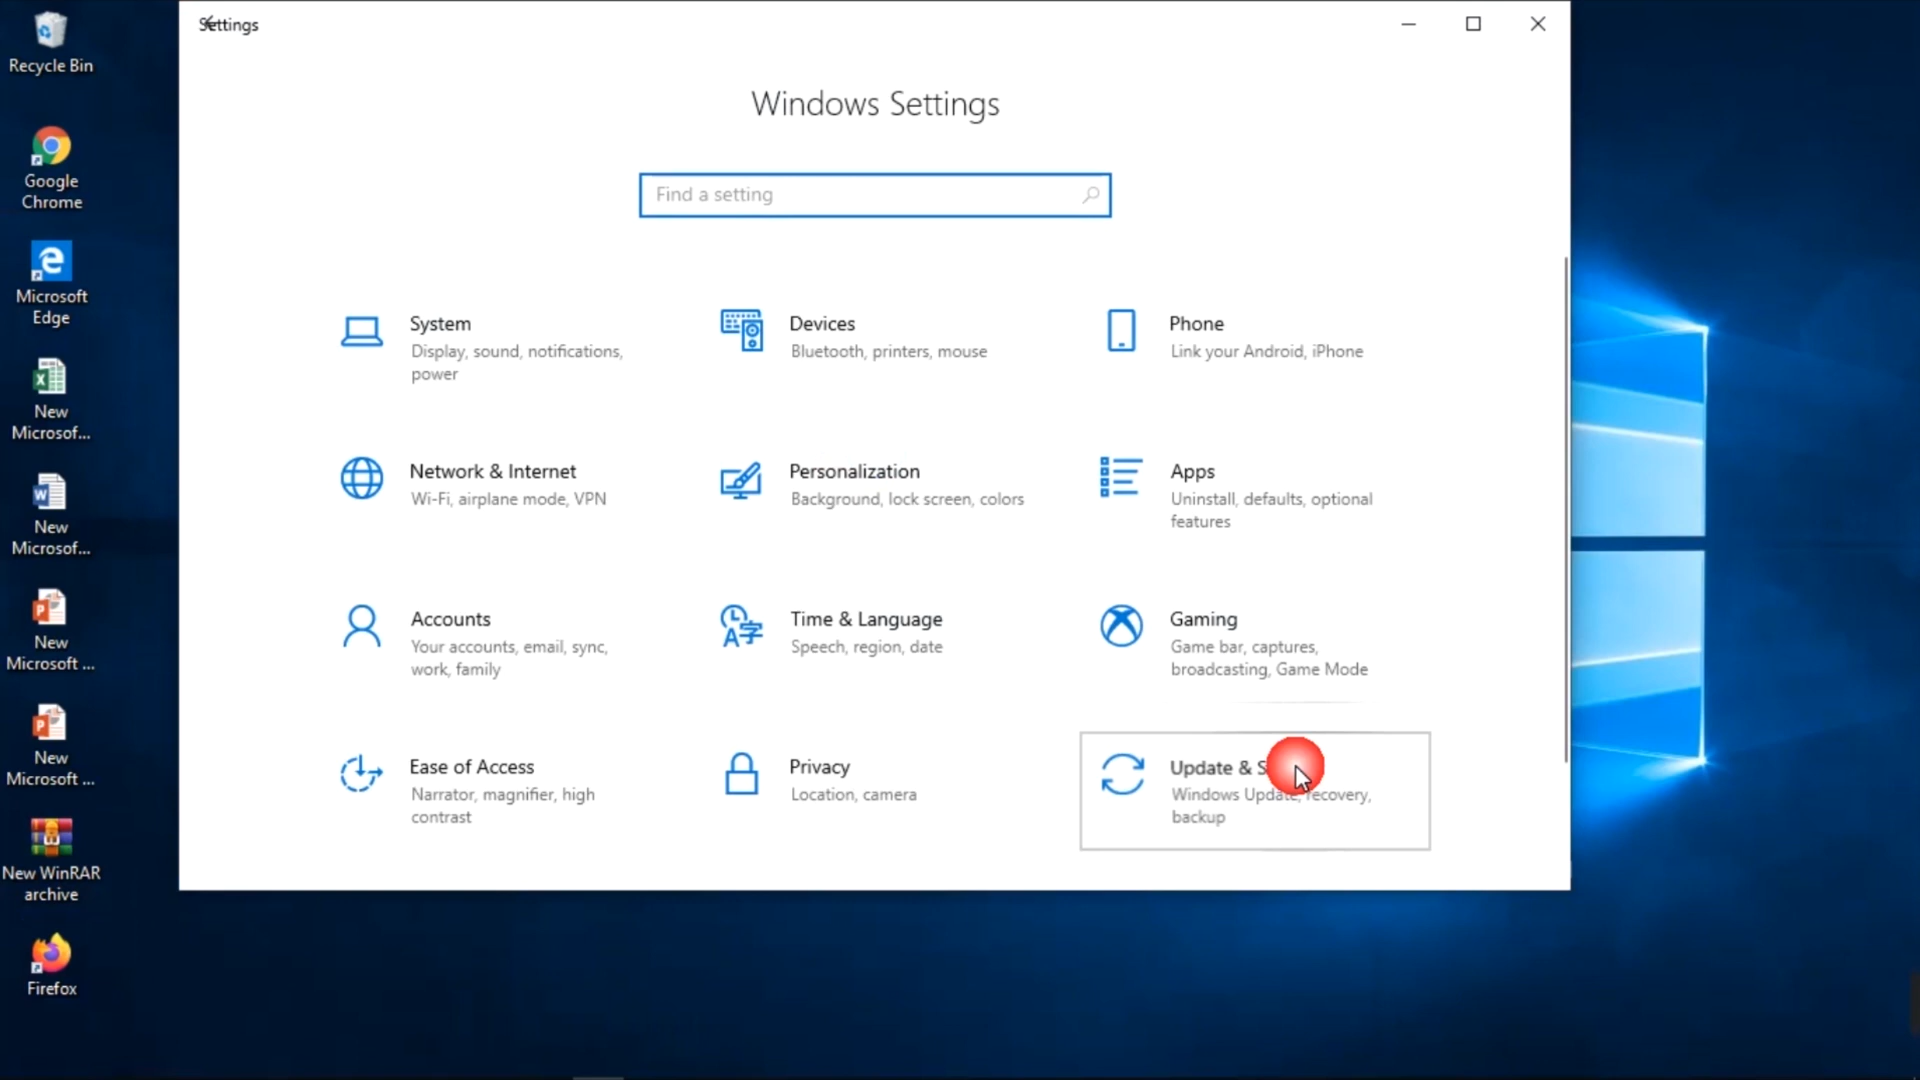 Settings
Windows Settings
Find a setting
System
Display, sound, notifications,
power
Devices
Bluetooth, printers, mouse
Phone
Link your Android, iPhone
Network & Internet
Wi-Fi, airplane mode, VPN
Personalization
Background, lock screen, colors
Apps
Uninstall, defaults, optional
features
Accounts
Your accounts, email, sync,
work, family
Time & Language
Speech, region, date
Gaming
Game bar, captures,
broadcasting, Game Mode
Ease of Access
Narrator, magnifier, high
contrast
Privacy
Location, camera
Update & S
Windows Update, recovery,
backup
Recycle Bin
Google
Chrome
Microsoft
Edge
New
Microsof...
New
Microsof...
New
Microsoft ...
New
Microsoft ...
New WinRAR
archive
Firefox